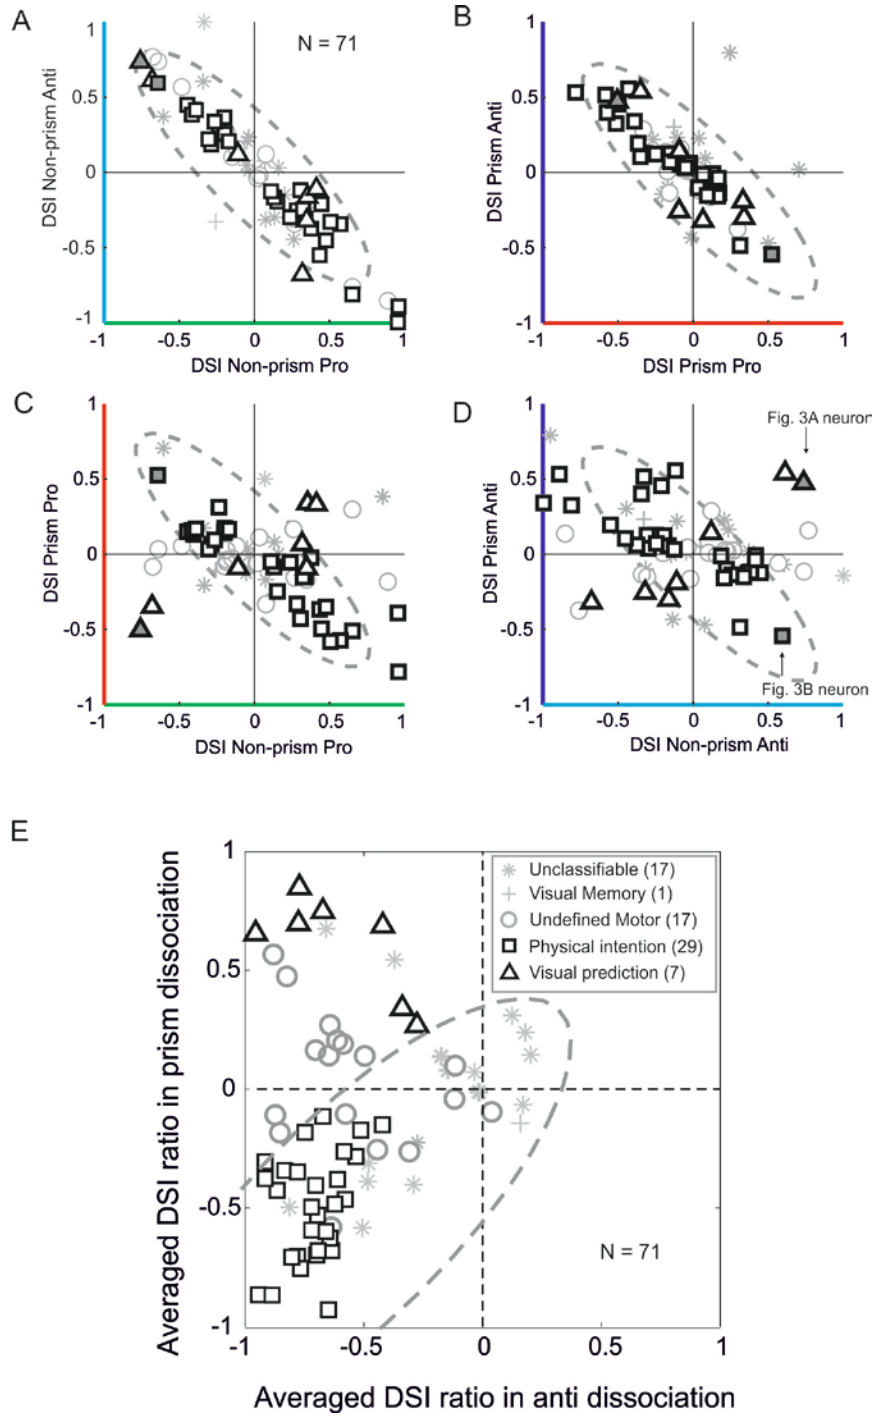 A
N = 71
DSI Non-prism Anti
1
0.5
0
-0.5
-1
-1 -0.5 0 0.5 1
DSI Non-prism Pro
B
DSI Prism Anti
1
0.5
0
-0.5
-1
-1 -0.5 0 0.5 1
DSI Prism Pro
C
DSI Prism Pro
1
0.5
0
-0.5
-1
-1 -0.5 0 0.5 1
DSI Non-prism Pro
D
Fig. 3A neuron
DSI Prism Anti
1
0.5
0
-0.5
-1
Fig. 3B neuron
-1 -0.5 0 0.5 1
DSI Non-prism Anti
E
Averaged DSI ratio in prism dissociation
1
0.5
0
-0.5
-1
Unclassifiable (17)
Visual Memory (1)
Undefined Motor (17)
Physical intention (29)
Visual prediction (7)
N = 71
-1 -0.5 0 0.5 1
Averaged DSI ratio in anti dissociation